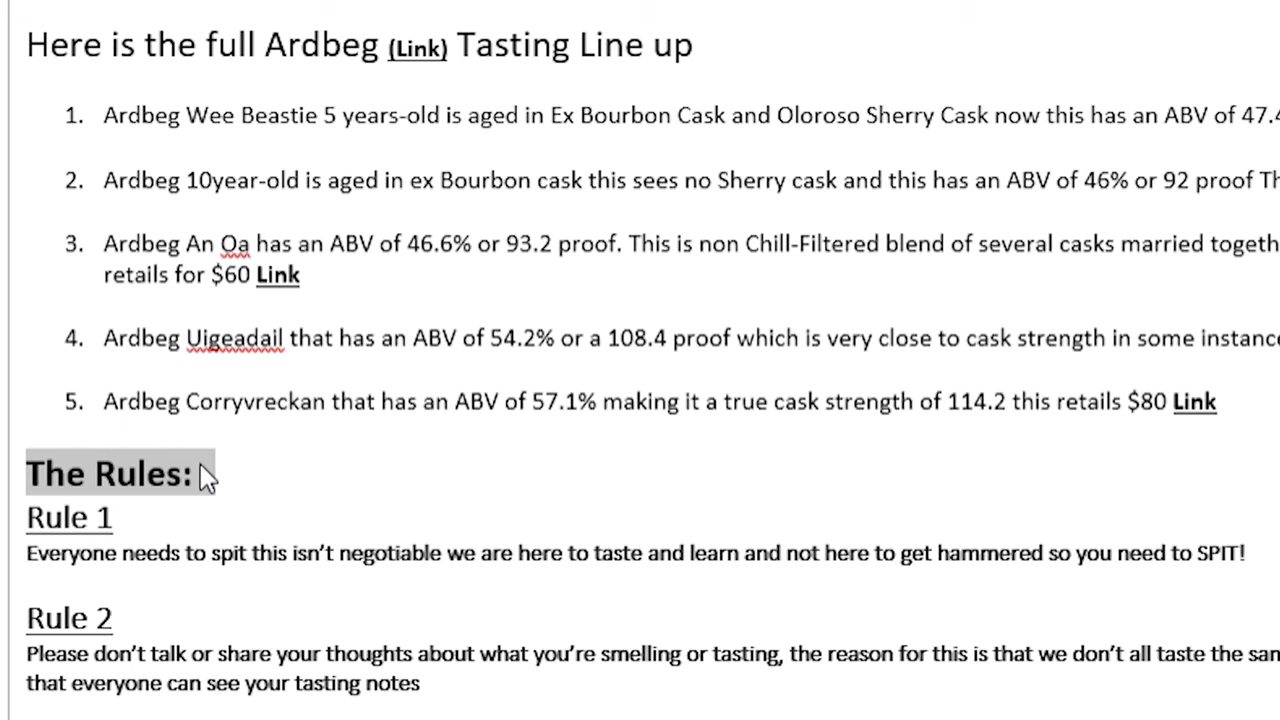 Here is the full Ardbeg (Link) Tasting Line up
1. Ardbeg Wee Beastie 5 years-old is aged in Ex Bourbon Cask and Oloroso Sherry Cask now this has an ABV of 47.4
2. Ardbeg 10year-old is aged in ex Bourbon cask this sees no Sherry cask and this has an ABV of 46% or 92 proof Th
3. Ardbeg An Oa has an ABV of 46.6% or 93.2 proof. This is non Chill-Filtered blend of several casks married togeth
retails for $60 Link
4. Ardbeg Uigeadail that has an ABV of 54.2% or a 108.4 proof which is very close to cask strength in some instanc
5. Ardbeg Corryvreckan that has an ABV of 57.1% making it a true cask strength of 114.2 this retails $80 Link
The Rules:
Rule 1
Everyone needs to spit this isn't negotiable we are here to taste and learn and not here to get hammered so you need to SPIT!
Rule 2
Please don't talk or share your thoughts about what you're smelling or tasting, the reason for this is that we don't all taste the sam
that everyone can see your tasting notes